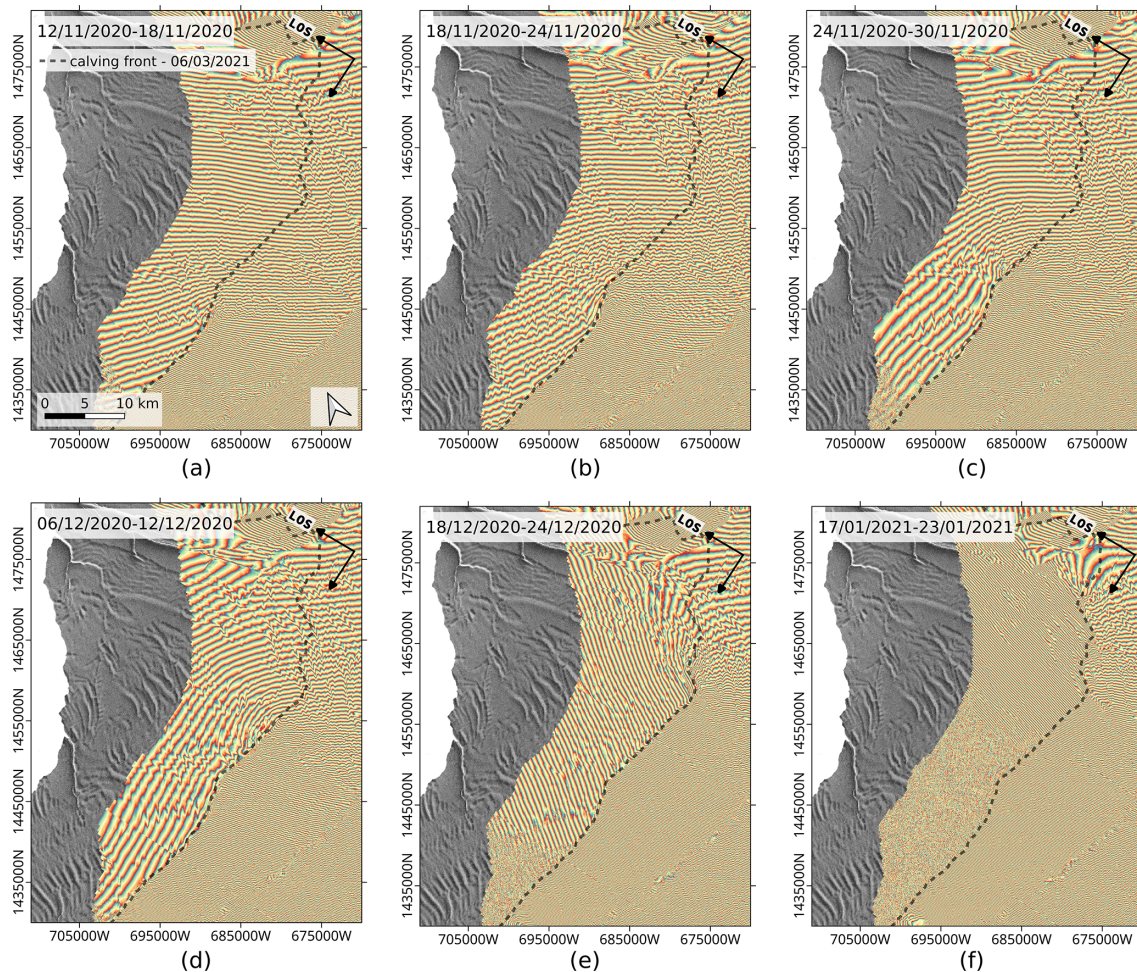 12/11/2020-18/11/2020
LOS
calving front - 06/03/2021
1475000N
1465000N
1455000N
1445000N
1435000N
0 5 10 km
705000W 695000W 685000W 675000W
(a)
18/11/2020-24/11/2020
LOS
1475000N
1465000N
1455000N
1445000N
1435000N
705000W 695000W 685000W 675000W
(b)
24/11/2020-30/11/2020
LOS
1475000N
1465000N
1455000N
1445000N
1435000N
705000W 695000W 685000W 675000W
(c)
06/12/2020-12/12/2020
LOS
1475000N
1465000N
1455000N
1445000N
1435000N
705000W 695000W 685000W 675000W
(d)
18/12/2020-24/12/2020
LOS
1475000N
1465000N
1455000N
1445000N
1435000N
705000W 695000W 685000W 675000W
(e)
17/01/2021-23/01/2021
LOS
1475000N
1465000N
1455000N
1445000N
1435000N
705000W 695000W 685000W 675000W
(f)